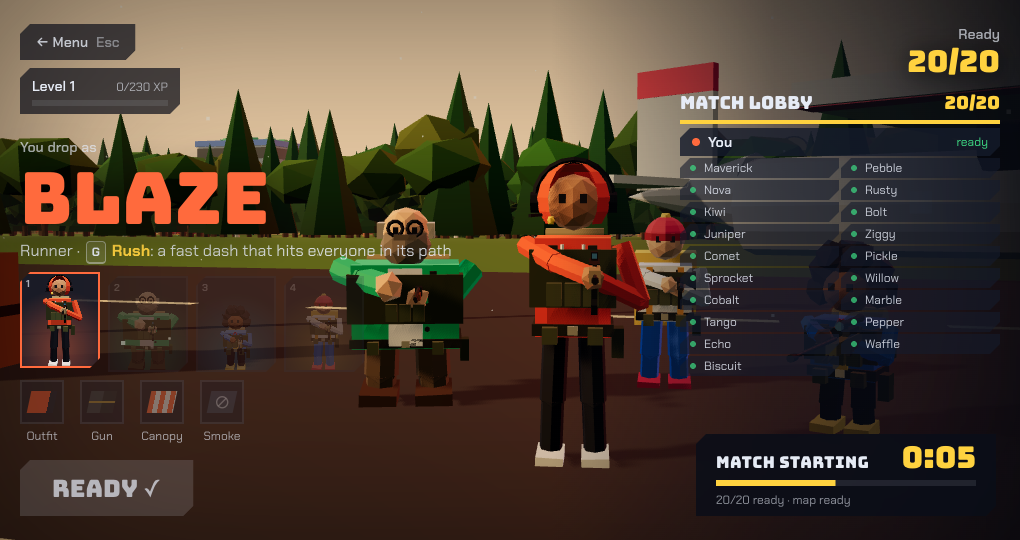 ← Menu Esc
Level 1 0/230 XP
You drop as
BLAZE
Runner · G Rush: a fast dash that hits everyone in its path
1 2 3 4
Outfit Gun Canopy Smoke
READY ✓
Ready
20/20
MATCH LOBBY 20/20
You ready
Maverick Pebble
Nova Rusty
Kiwi Bolt
Juniper Ziggy
Comet Pickle
Sprocket Willow
Cobalt Marble
Tango Pepper
Echo Waffle
Biscuit
MATCH STARTING 0:05
20/20 ready · map ready